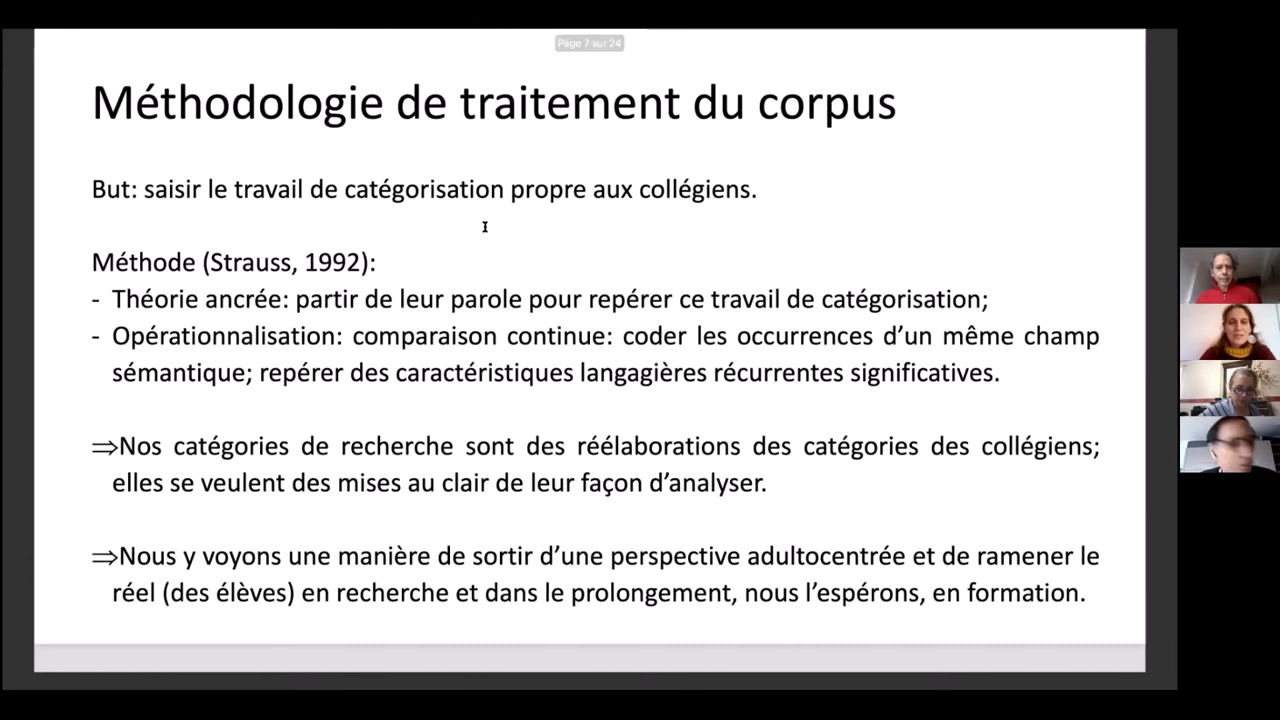 Page 7 sur 24
Méthodologie de traitement du corpus
But: saisir le travail de catégorisation propre aux collégiens.
Méthode (Strauss, 1992):
- Théorie ancrée: partir de leur parole pour repérer ce travail de catégorisation;
- Opérationnalisation: comparaison continue: coder les occurrences d’un même champ
sémantique; repérer des caractéristiques langagières récurrentes significatives.
⇒Nos catégories de recherche sont des réélaborations des catégories des collégiens;
elles se veulent des mises au clair de leur façon d’analyser.
⇒Nous y voyons une manière de sortir d’une perspective adultocentrée et de ramener le
réel (des élèves) en recherche et dans le prolongement, nous l’espérons, en formation.